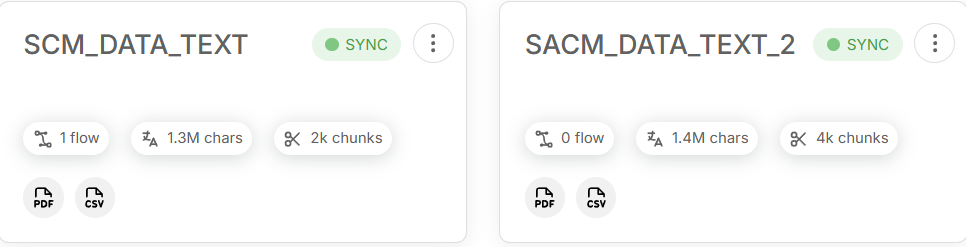 SCM_DATA_TEXT SYNC
1 flow 1.3M chars 2k chunks
PDF CSV
SACM_DATA_TEXT_2 SYNC
0 flow 1.4M chars 4k chunks
PDF CSV